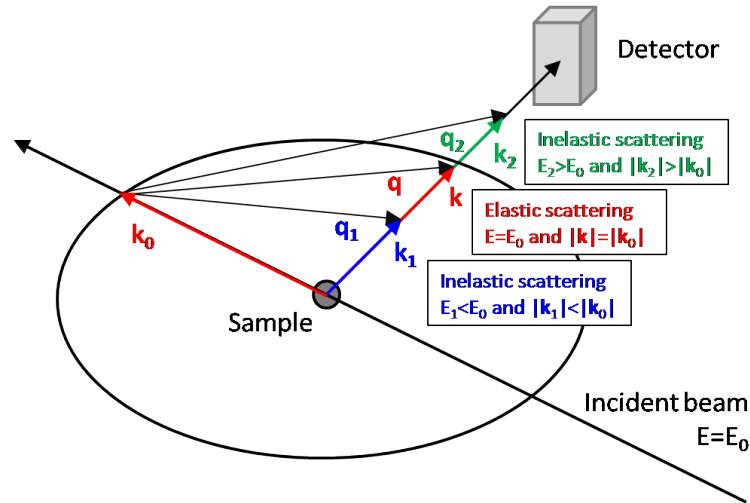 Detector
q₂
k₂
Inelastic scattering
E₂>E₀ and |k₂|>|k₀|
q
k
Elastic scattering
E=E₀ and |k|=|k₀|
k₀
q₁
k₁
Inelastic scattering
E₁<E₀ and |k₁|<|k₀|
Sample
Incident beam
E=E₀